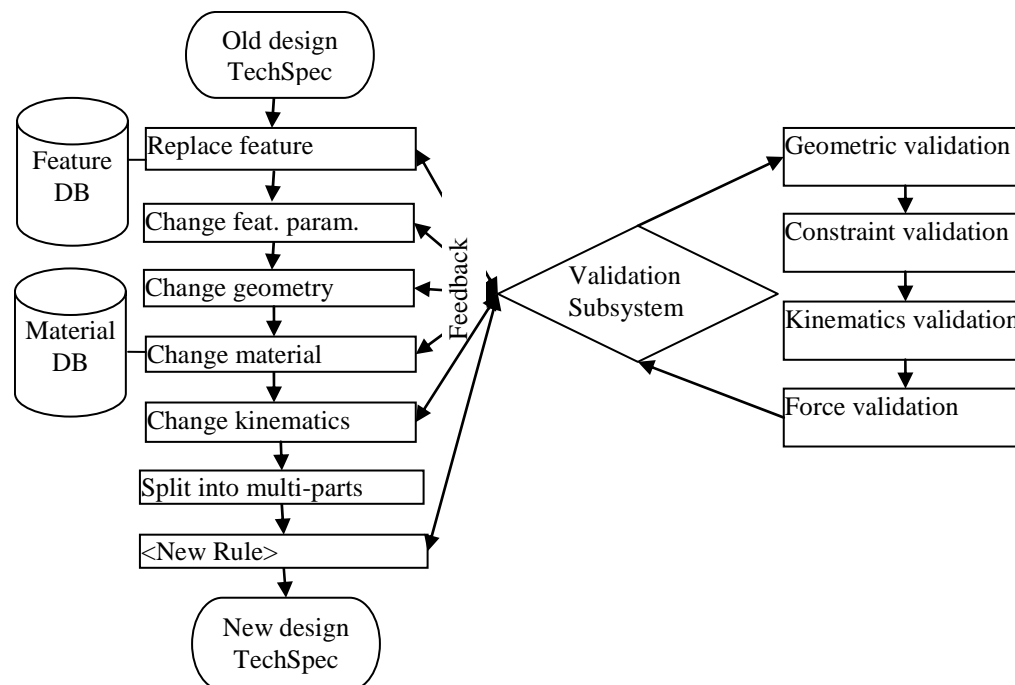 Old design
TechSpec
Feature
DB
Replace feature
Change feat. param.
Change geometry
Material
DB
Change material
Change kinematics
Split into multi-parts
<New Rule>
New design
TechSpec
Feedback
Validation
Subsystem
Geometric validation
Constraint validation
Kinematics validation
Force validation